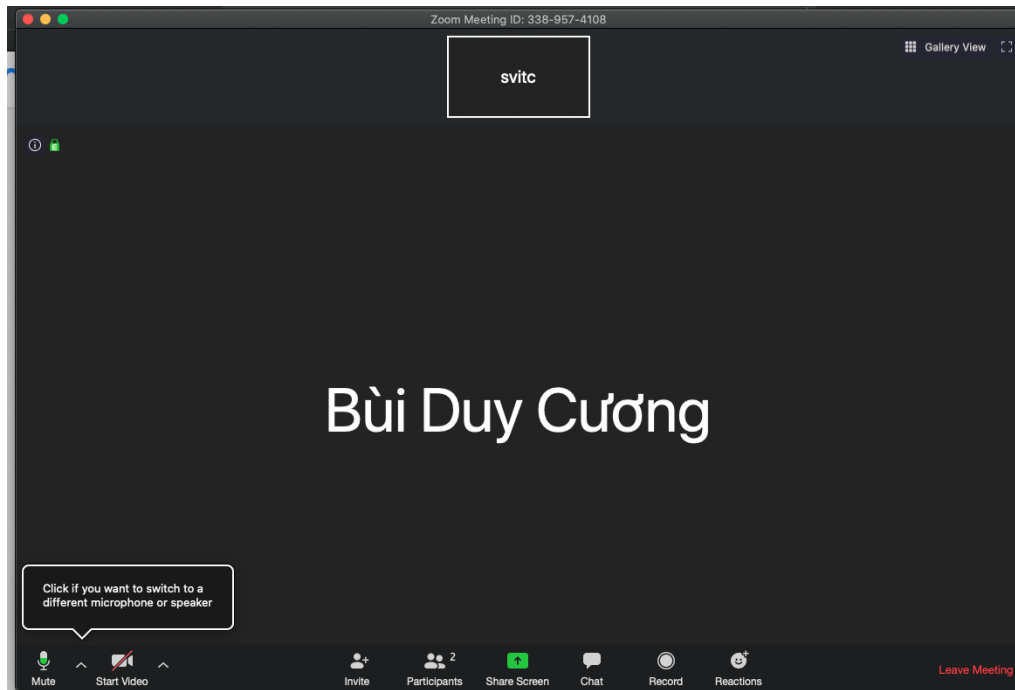 Zoom Meeting ID: 338-957-4108
svitc
Gallery View
Bùi Duy Cương
Click if you want to switch to a
different microphone or speaker
Mute
Start Video
Invite
Participants 2
Share Screen
Chat
Record
Reactions
Leave Meeting